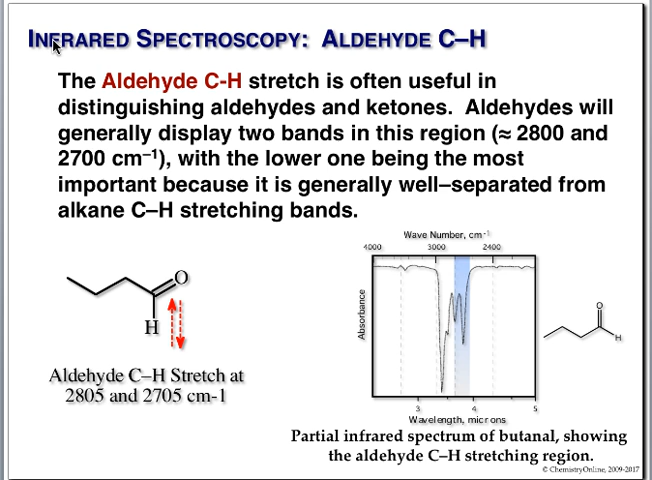 INFRARED SPECTROSCOPY: ALDEHYDE C–H
The Aldehyde C-H stretch is often useful in
distinguishing aldehydes and ketones. Aldehydes will
generally display two bands in this region (≈ 2800 and
2700 cm⁻¹), with the lower one being the most
important because it is generally well–separated from
alkane C–H stretching bands.
O
H
Aldehyde C–H Stretch at
2805 and 2705 cm-1
Wave Number, cm⁻¹
4000 3000 2400
Absorbance
3 4 5
Wavelength, microns
O
H
Partial infrared spectrum of butanal, showing
the aldehyde C–H stretching region.
© ChemistryOnline, 2009-2017